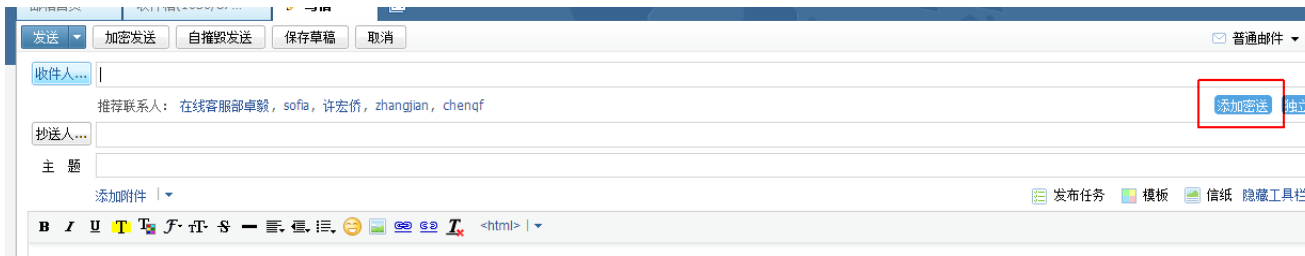 发送 加密发送 自摧毁发送 保存草稿 取消 普通邮件
收件人...
推荐联系人： 在线客服部卓毅, sofia, 许宏侨, zhangjian, chenqf 添加密送 独立
抄送人...
主 题
添加附件 发布任务 模板 信纸 隐藏工具栏
B I U T T F T S T <html>